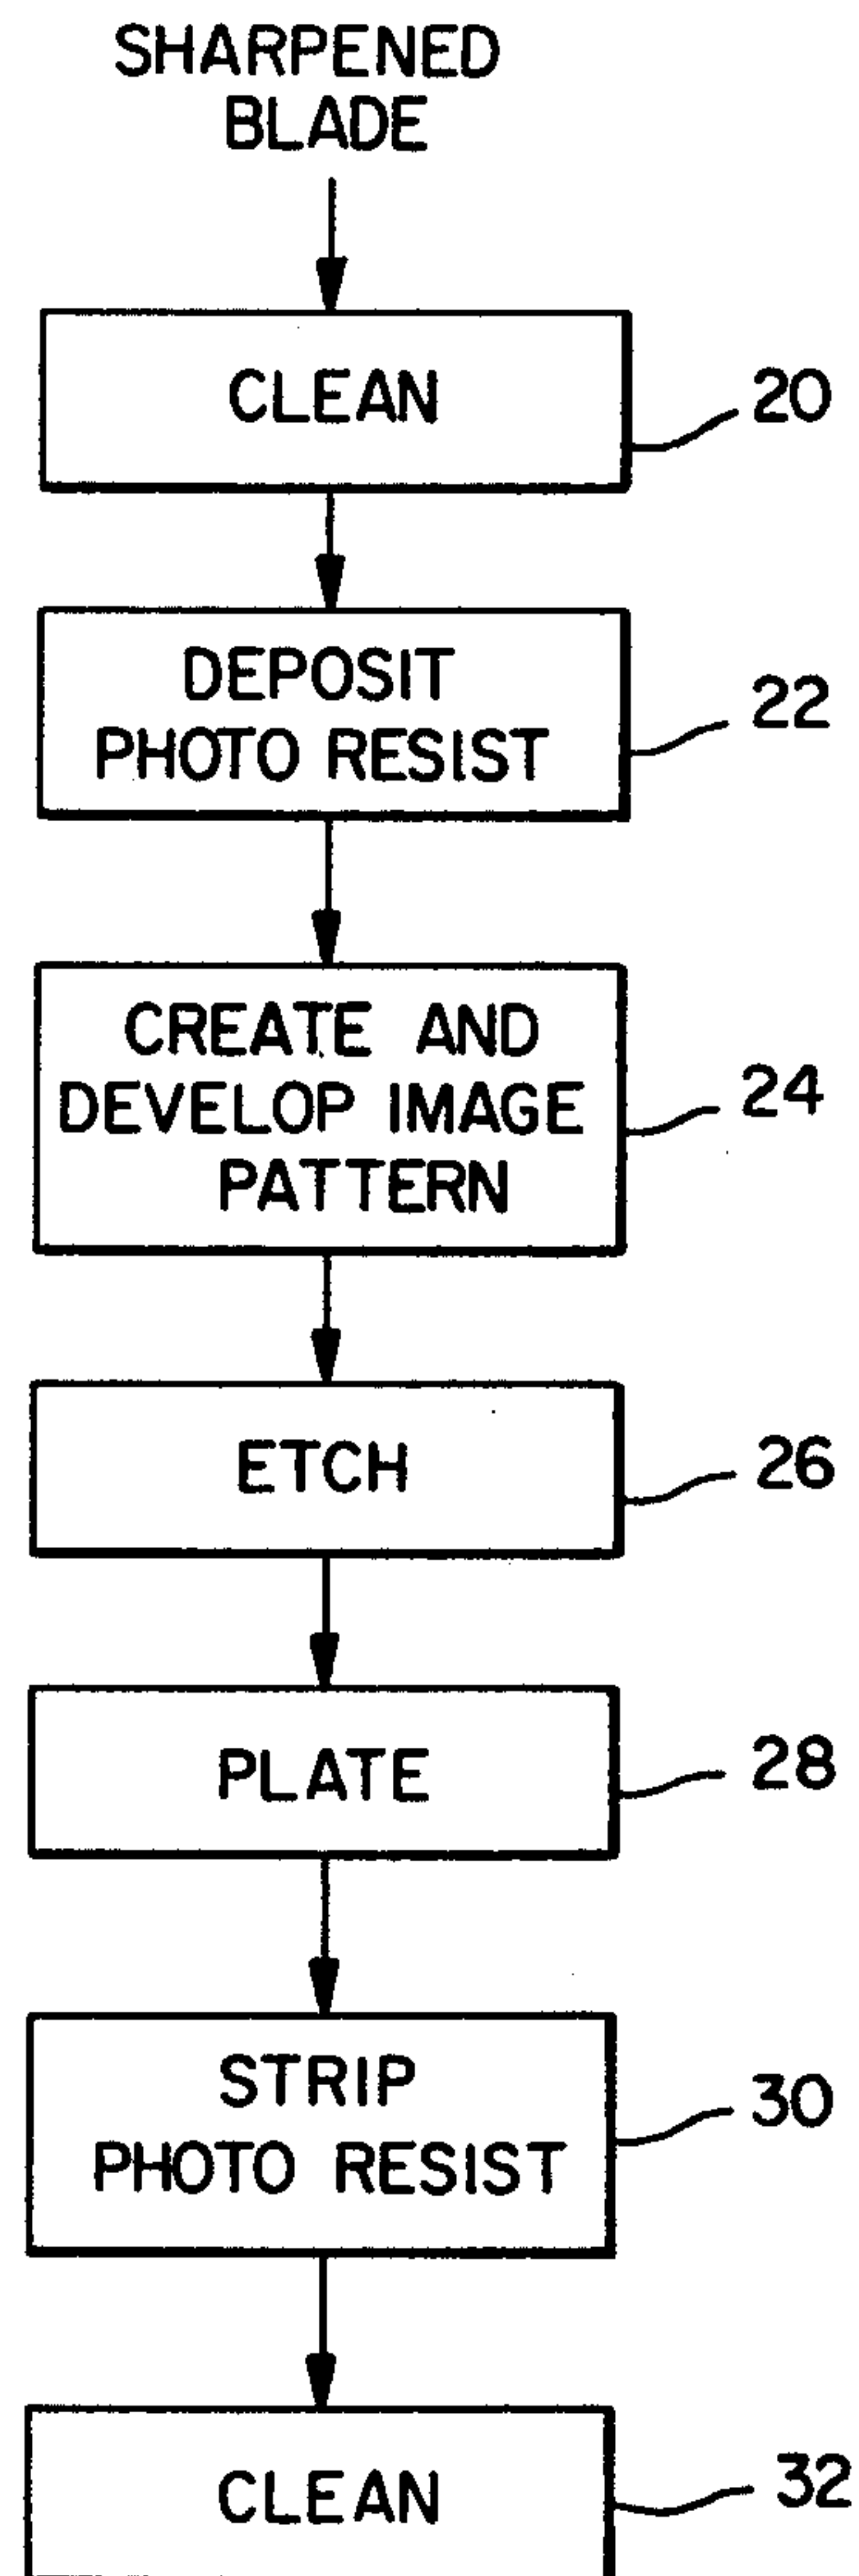 SHARPENED
BLADE
CLEAN
20
DEPOSIT
PHOTO RESIST
22
CREATE AND
DEVELOP IMAGE
PATTERN
24
ETCH
26
PLATE
28
STRIP
PHOTO RESIST
30
CLEAN
32